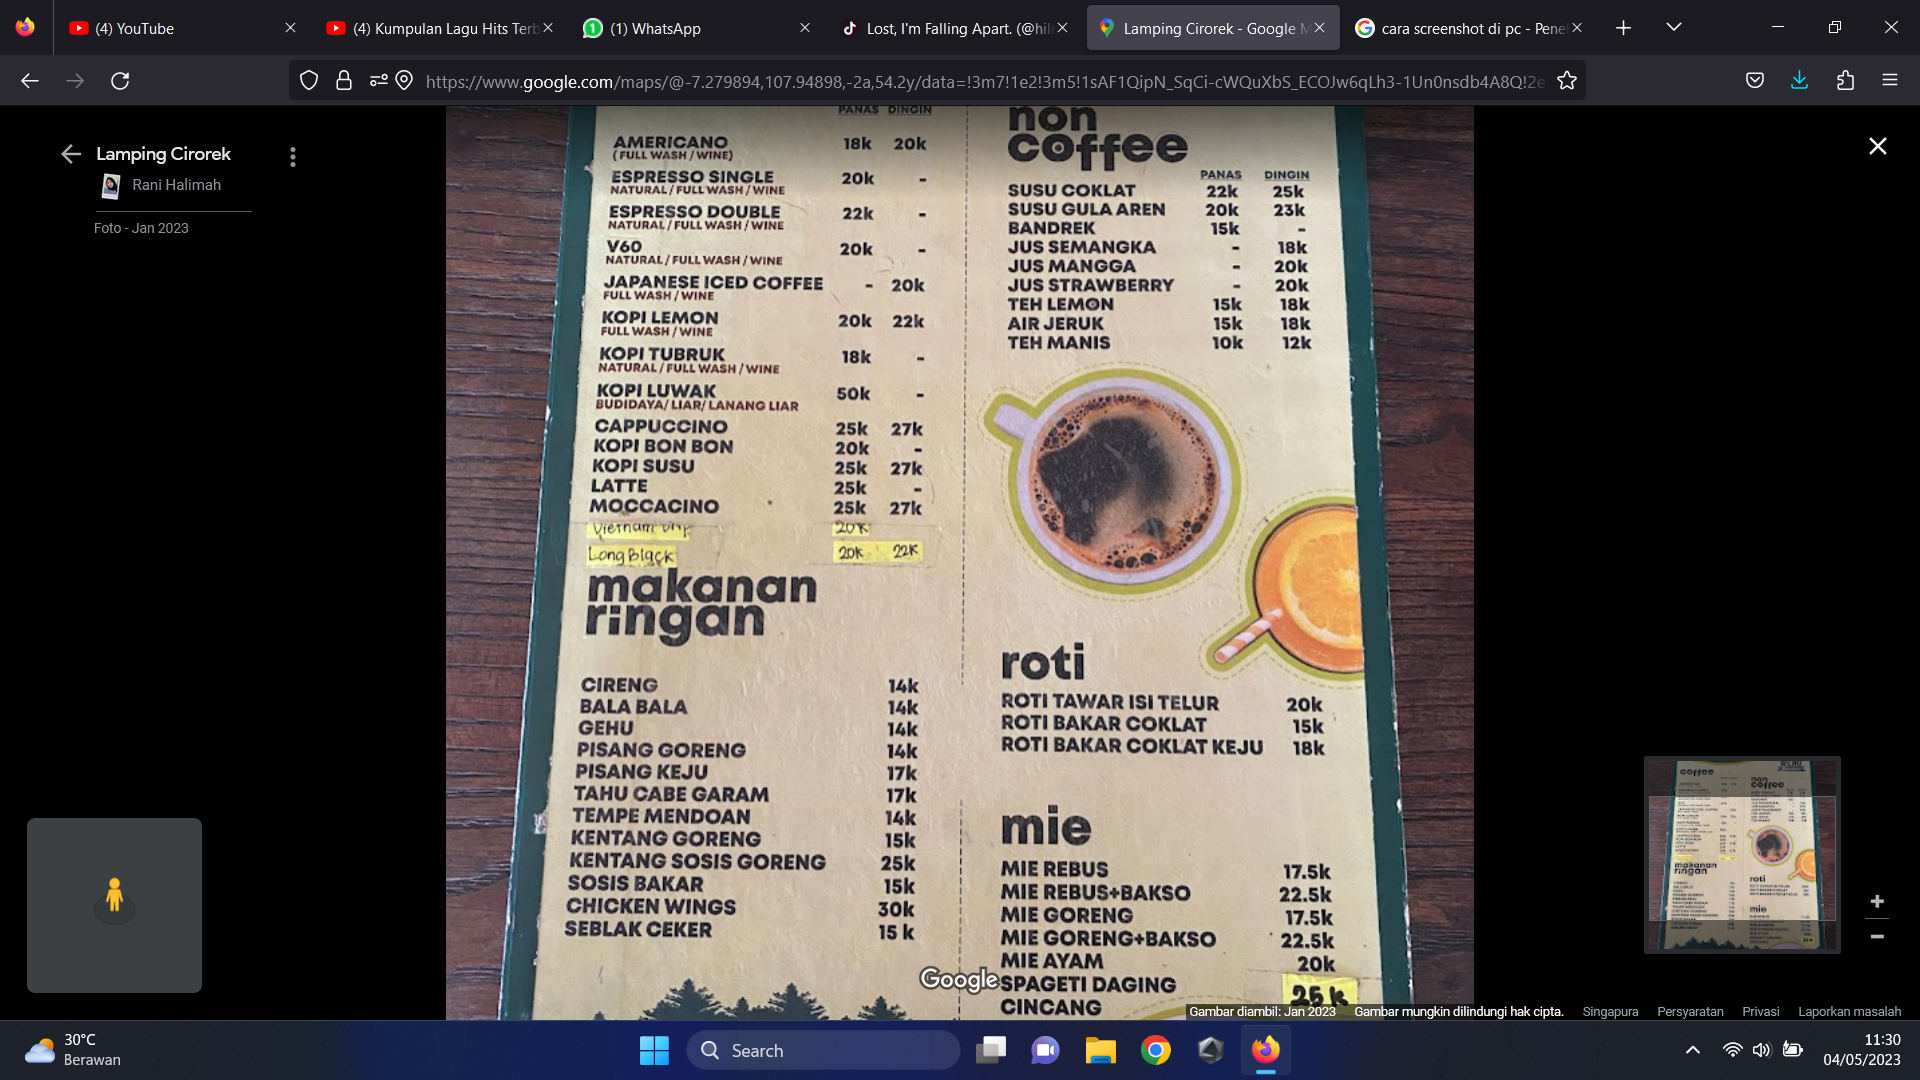 (4) YouTube
(4) Kumpulan Lagu Hits Terb
(1) WhatsApp
Lost, I'm Falling Apart. (@hil
Lamping Cirorek - Google M
cara screenshot di pc - Penel
https://www.google.com/maps/@-7.279894,107.94898,-2a,54.2y/data=!3m7!1e2!3m5!1sAF1QipN_SqCi-cWQuXbS_ECOJw6qLh3-1Un0nsdb4A8Q!2e
Lamping Cirorek
Rani Halimah
Foto - Jan 2023
PANAS DINGIN
AMERICANO 18k 20k
(FULL WASH / WINE)
ESPRESSO SINGLE 20k -
NATURAL / FULL WASH / WINE
ESPRESSO DOUBLE 22k -
NATURAL / FULL WASH / WINE
V60 20k -
NATURAL / FULL WASH / WINE
JAPANESE ICED COFFEE - 20k
FULL WASH / WINE
KOPI LEMON 20k 22k
FULL WASH / WINE
KOPI TUBRUK 18k -
NATURAL / FULL WASH / WINE
KOPI LUWAK 50k -
BUDIDAYA/ LIAR/ LANANG LIAR
CAPPUCCINO 25k 27k
KOPI BON BON 20k -
KOPI SUSU 25k 27k
LATTE 25k -
MOCCACINO 25k 27k
Vietnam Drip 20k
Long Black 20k 22k
makanan
ringan
CIRENG 14k
BALA BALA 14k
GEHU 14k
PISANG GORENG 14k
PISANG KEJU 17k
TAHU CABE GARAM 17k
TEMPE MENDOAN 14k
KENTANG GORENG 15k
KENTANG SOSIS GORENG 25k
SOSIS BAKAR 15k
CHICKEN WINGS 30k
SEBLAK CEKER 15 k
non
coffee
PANAS DINGIN
SUSU COKLAT 22k 25k
SUSU GULA AREN 20k 23k
BANDREK 15k -
JUS SEMANGKA - 18k
JUS MANGGA - 20k
JUS STRAWBERRY - 20k
TEH LEMON 15k 18k
AIR JERUK 15k 18k
TEH MANIS 10k 12k
roti
ROTI TAWAR ISI TELUR 20k
ROTI BAKAR COKLAT 15k
ROTI BAKAR COKLAT KEJU 18k
mie
MIE REBUS 17.5k
MIE REBUS+BAKSO 22.5k
MIE GORENG 17.5k
MIE GORENG+BAKSO 22.5k
MIE AYAM 20k
SPAGETI DAGING
CINCANG 25k
Google
coffee
non
coffee
makanan
ringan
roti
mie
Gambar diambil: Jan 2023 Gambar mungkin dilindungi hak cipta. Singapura Persyaratan Privasi Laporkan masalah
30°C
Berawan
Search
11:30
04/05/2023